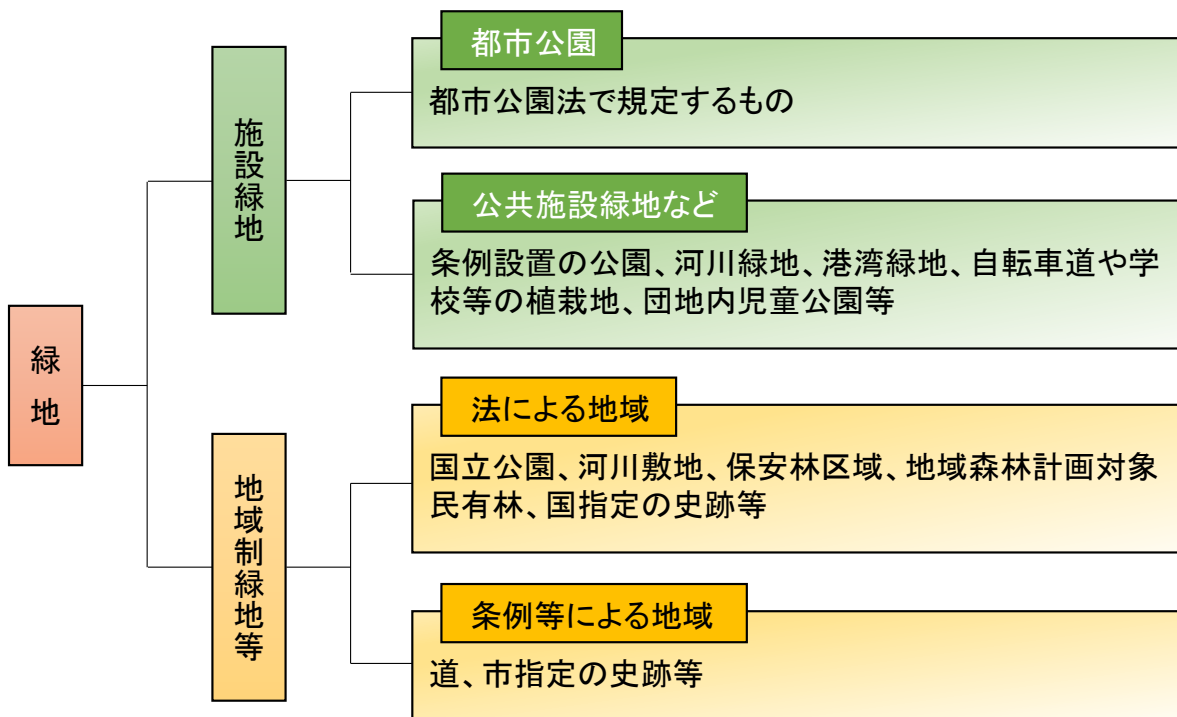 緑地
施設緑地
都市公園
都市公園法で規定するもの
公共施設緑地など
条例設置の公園、河川緑地、港湾緑地、自転車道や学
校等の植栽地、団地内児童公園等
地域制緑地等
法による地域
国立公園、河川敷地、保安林区域、地域森林計画対象
民有林、国指定の史跡等
条例等による地域
道、市指定の史跡等